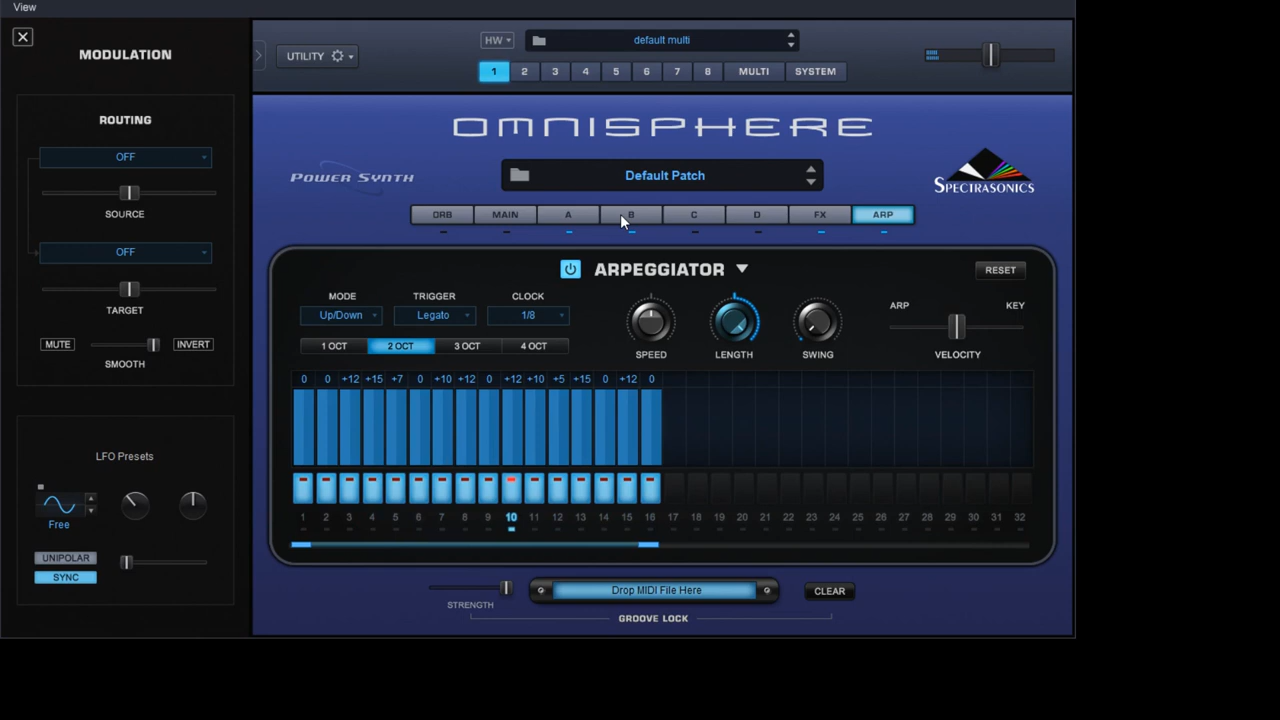 View
MODULATION
ROUTING
OFF
SOURCE
OFF
TARGET
MUTE
INVERT
SMOOTH
LFO Presets
Free
UNIPOLAR
SYNC
UTILITY
HW
default multi
1 2 3 4 5 6 7 8 MULTI SYSTEM
OMNISPHERE
POWER SYNTH
Default Patch
SPECTRASONICS
ORB MAIN A B C D FX ARP
ARPEGGIATOR
RESET
MODE TRIGGER CLOCK
Up/Down Legato 1/8
1 OCT 2 OCT 3 OCT 4 OCT
SPEED LENGTH SWING
ARP KEY
VELOCITY
0 0 +12 +15 +7 0 +10 +12 0 +12 +10 +5 +15 0 +12 0
1 2 3 4 5 6 7 8 9 10 11 12 13 14 15 16 17 18 19 20 21 22 23 24 25 26 27 28 29 30 31 32
STRENGTH
Drop MIDI File Here
CLEAR
GROOVE LOCK